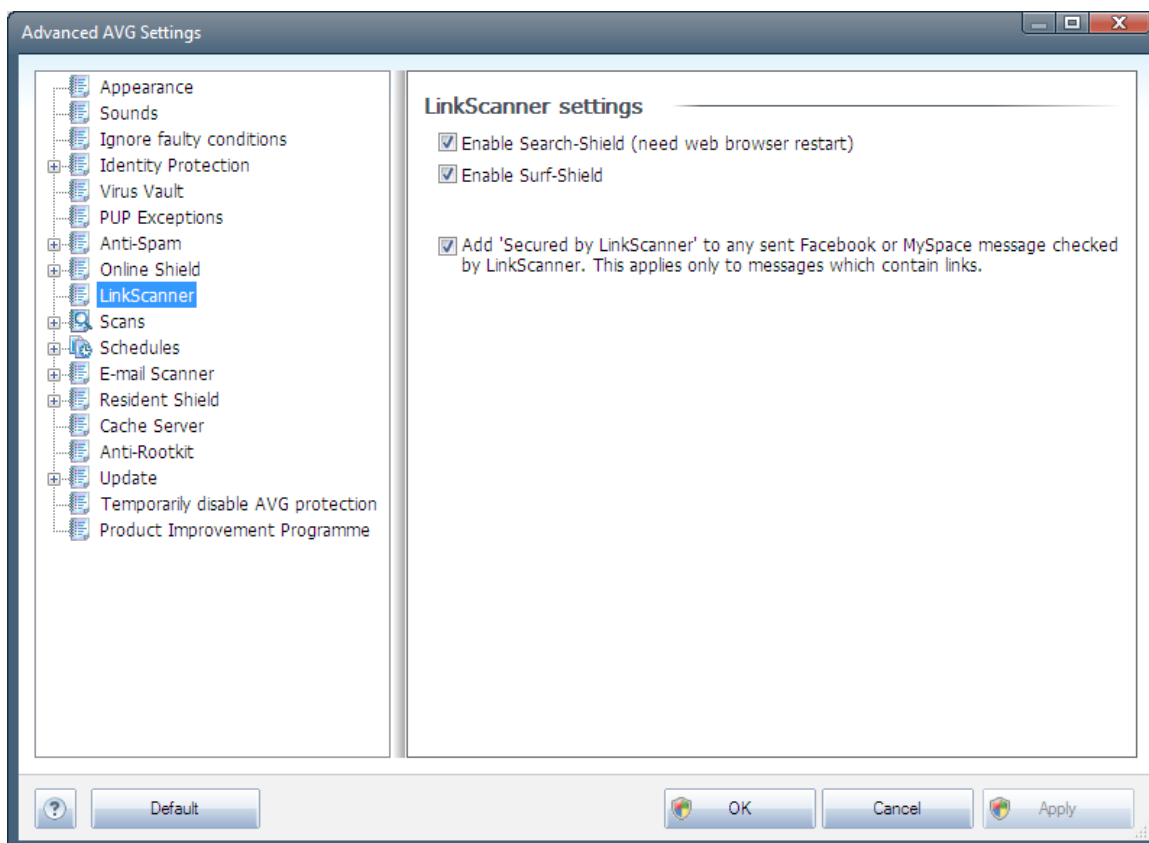 Advanced AVG Settings
X
Appearance
Sounds
Ignore faulty conditions
Identity Protection
Virus Vault
PUP Exceptions
Anti-Spam
Online Shield
LinkScanner
Scans
Schedules
E-mail Scanner
Resident Shield
Cache Server
Anti-Rootkit
Update
Temporarily disable AVG protection
Product Improvement Programme
LinkScanner settings
Enable Search-Shield (need web browser restart)
Enable Surf-Shield
Add 'Secured by LinkScanner' to any sent Facebook or MySpace message checked
by LinkScanner. This applies only to messages which contain links.
?
Default
OK
Cancel
Apply